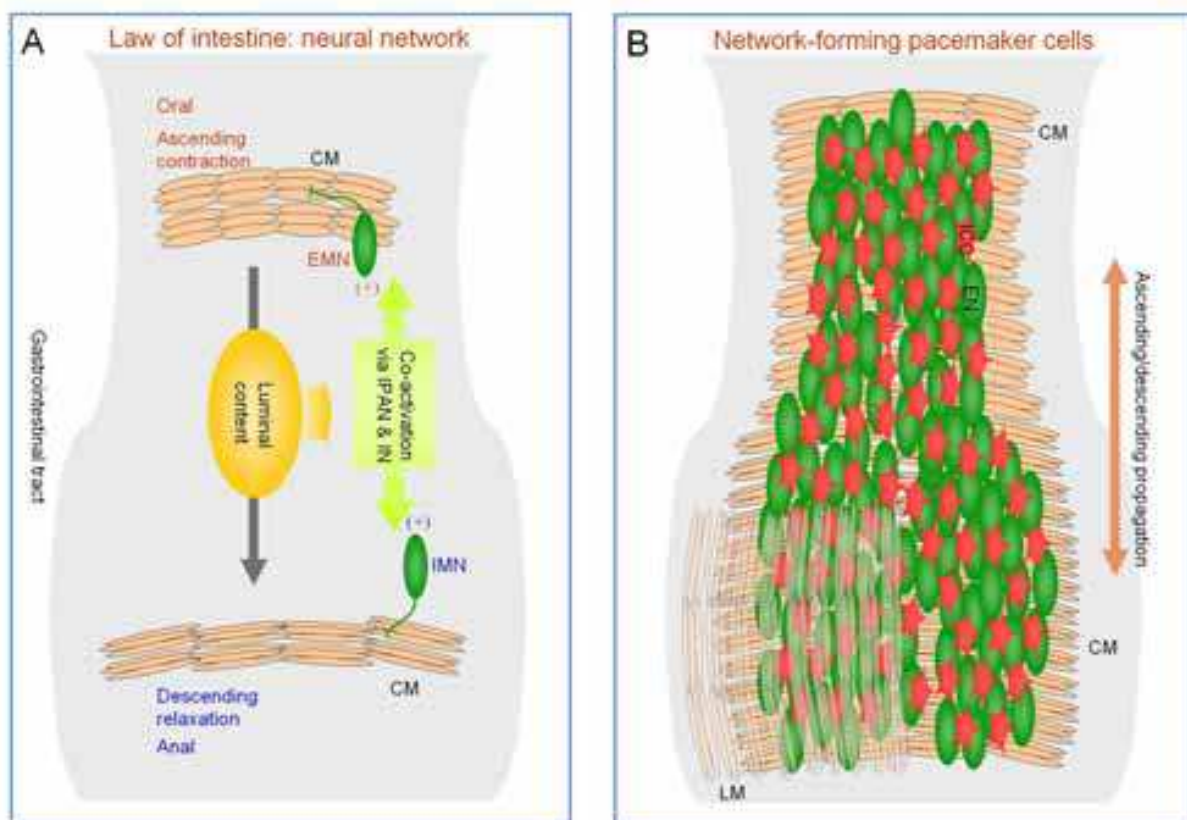 A
Law of intestine: neural network
Oral
Ascending
contraction
CM
EMN
(+)
Gastrointestinal tract
Luminal
content
Co-activation
via IPAN & IN
(+)
IMN
CM
Descending
relaxation
Anal
B
Network-forming pacemaker cells
CM
ICC
EN
Ascending/descending propagation
CM
LM